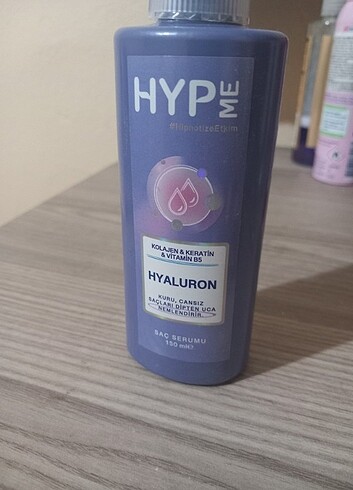 HYP ME
#HipnotizeEtkim
KOLAJEN & KERATİN
& VİTAMİN B5
HYALURON
KURU, CANSIZ
SAÇLARI DİPTEN UCA
NEMLENDİRİR.
SAÇ SERUMU
150 ml℮